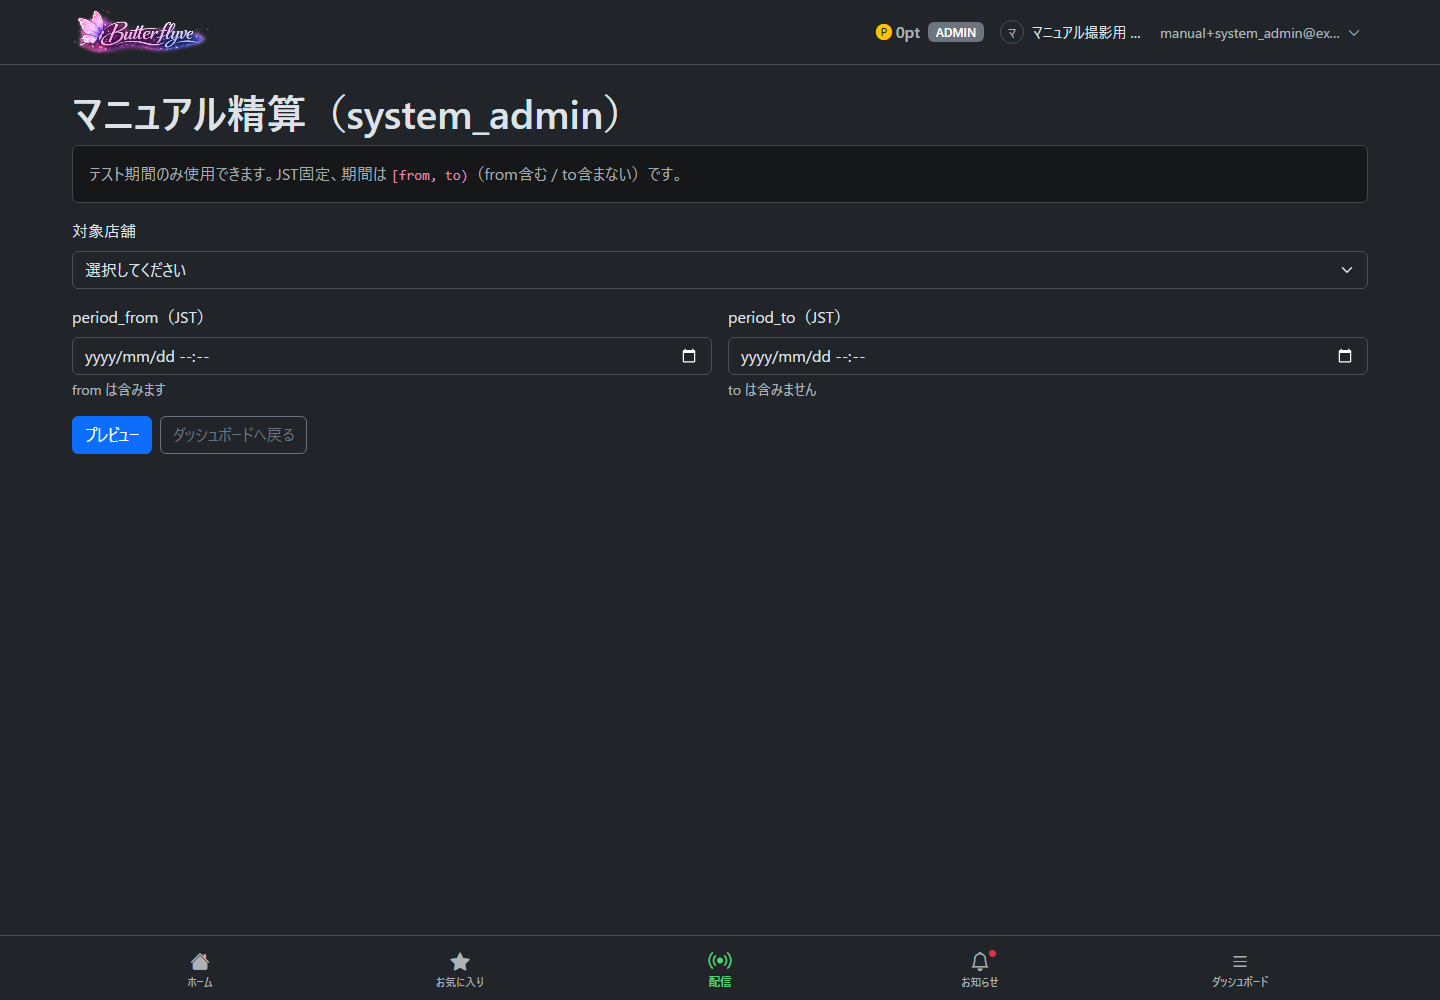 Butterflyve
P 0pt ADMIN マ マニュアル撮影用 ... manual+system_admin@ex...
マニュアル精算（system_admin）
テスト期間のみ使用できます。JST固定、期間は [from, to)（from含む / to含まない）です。
対象店舗
選択してください
period_from（JST） period_to（JST）
yyyy/mm/dd --:-- yyyy/mm/dd --:--
from は含みます to は含みません
プレビュー ダッシュボードへ戻る
ホーム お気に入り 配信 お知らせ ダッシュボード